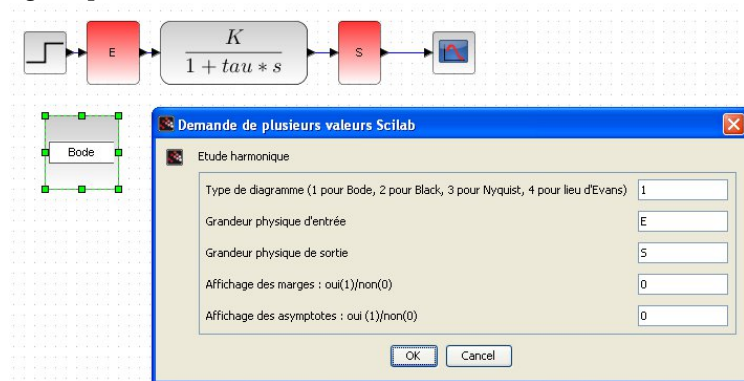 E
K
1 + tau * s
S
Bode
Demande de plusieurs valeurs Scilab
Etude harmonique
Type de diagramme (1 pour Bode, 2 pour Black, 3 pour Nyquist, 4 pour lieu d'Evans) 1
Grandeur physique d'entrée E
Grandeur physique de sortie S
Affichage des marges : oui(1)/non(0) 0
Affichage des asymptotes : oui (1)/non(0) 0
OK Cancel